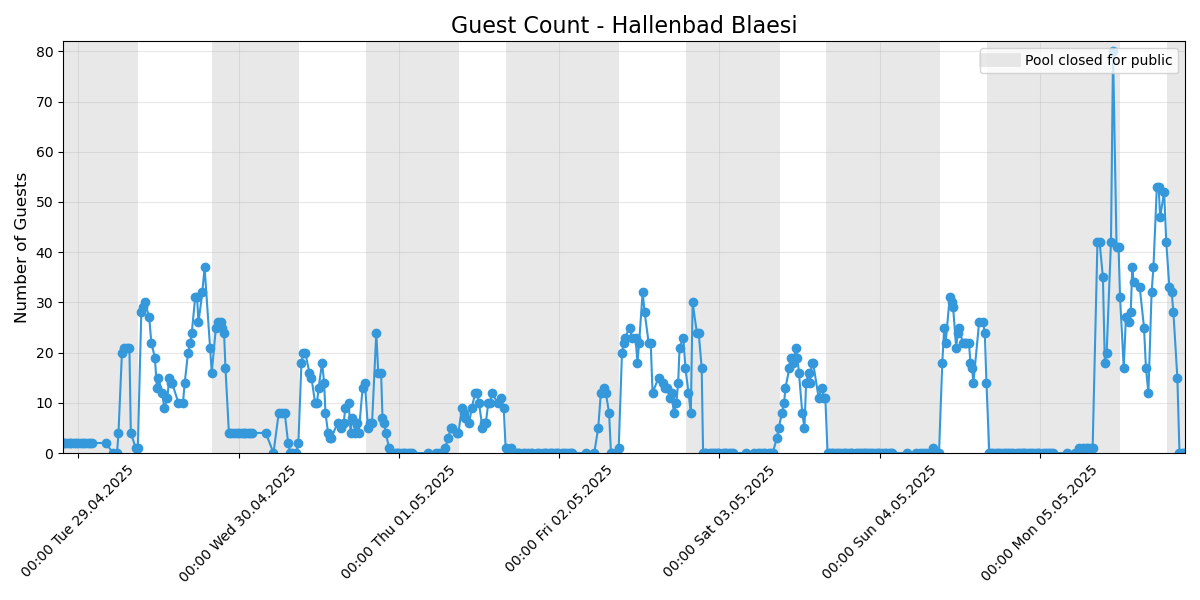 Guest Count - Hallenbad Blaesi
Pool closed for public
Number of Guests
80
70
60
50
40
30
20
10
0
00:00 Tue 29.04.2025
00:00 Wed 30.04.2025
00:00 Thu 01.05.2025
00:00 Fri 02.05.2025
00:00 Sat 03.05.2025
00:00 Sun 04.05.2025
00:00 Mon 05.05.2025